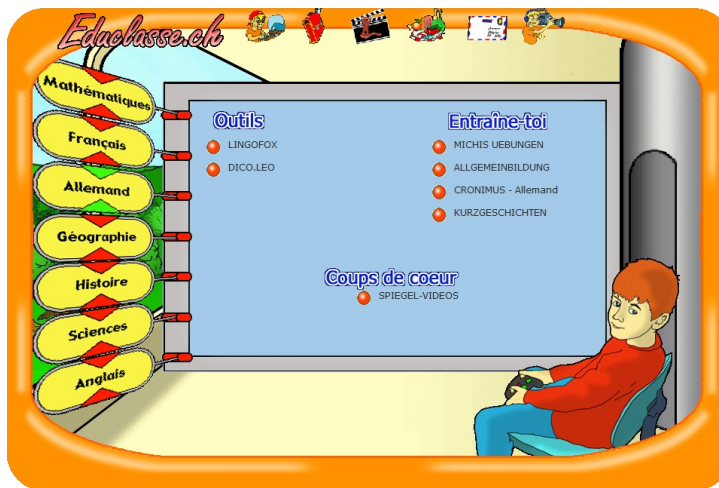 Educlasse.ch
Mathématiques
Français
Allemand
Géographie
Histoire
Sciences
Anglais
Outils
LINGOFOX
DICO.LEO
Entraîne-toi
MICHIS UEBUNGEN
ALLGEMEINBILDUNG
CRONIMUS - Allemand
KURZGESCHICHTEN
Coups de coeur
SPIEGEL-VIDEOS